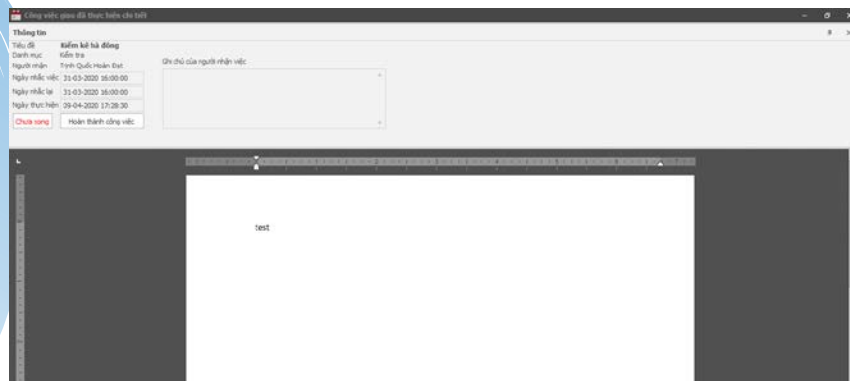 Công việc giao đã thực hiện chi tiết
Thông tin
Tiêu đề Kiểm kê hà đông
Danh mục Kiểm tra
Người nhận Trịnh Quốc Hoàn Đạt
Ghi chú của người nhận việc
Ngày nhắc việc 31-03-2020 16:00:00
Ngày nhắc lại 31-03-2020 16:00:00
Ngày thực hiện 09-04-2020 17:28:30
Chưa xong Hoàn thành công việc
test